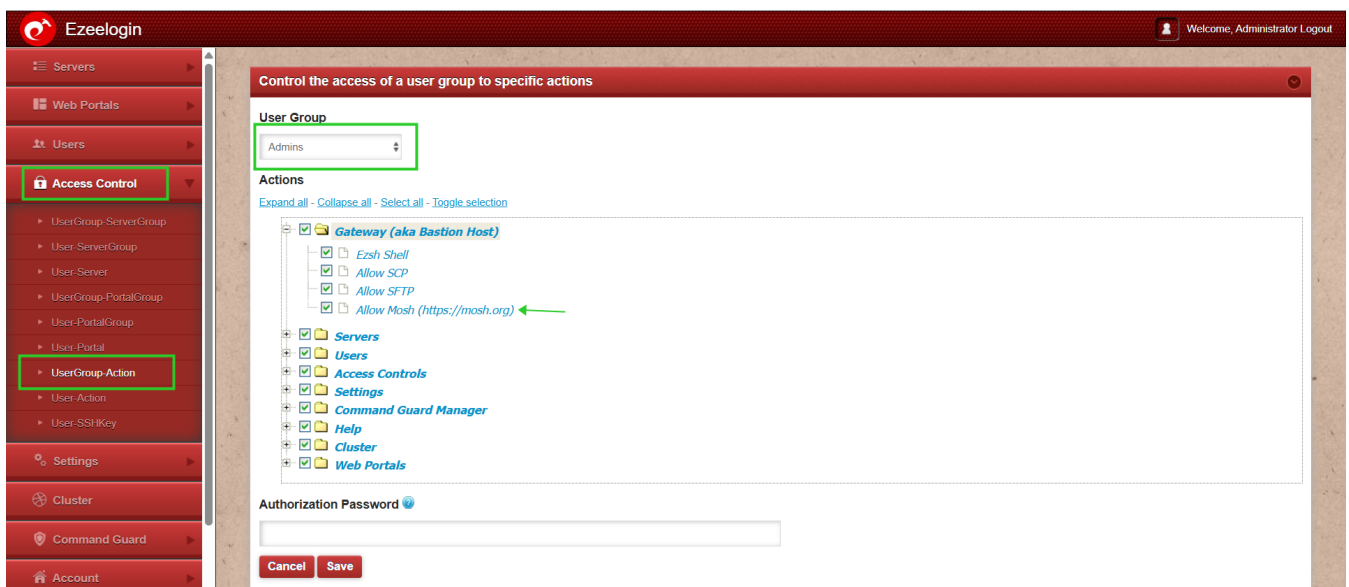 Ezeelogin
Welcome, Administrator Logout
Servers
Web Portals
Users
Access Control
UserGroup-ServerGroup
User-ServerGroup
User-Server
UserGroup-PortalGroup
User-PortalGroup
User-Portal
UserGroup-Action
User-Action
User-SSHKey
Settings
Cluster
Command Guard
Account
Control the access of a user group to specific actions
User Group
Admins
Actions
Expand all - Collapse all - Select all - Toggle selection
Gateway (aka Bastion Host)
Ezsh Shell
Allow SCP
Allow SFTP
Allow Mosh (https://mosh.org)
Servers
Users
Access Controls
Settings
Command Guard Manager
Help
Cluster
Web Portals
Authorization Password
Cancel Save